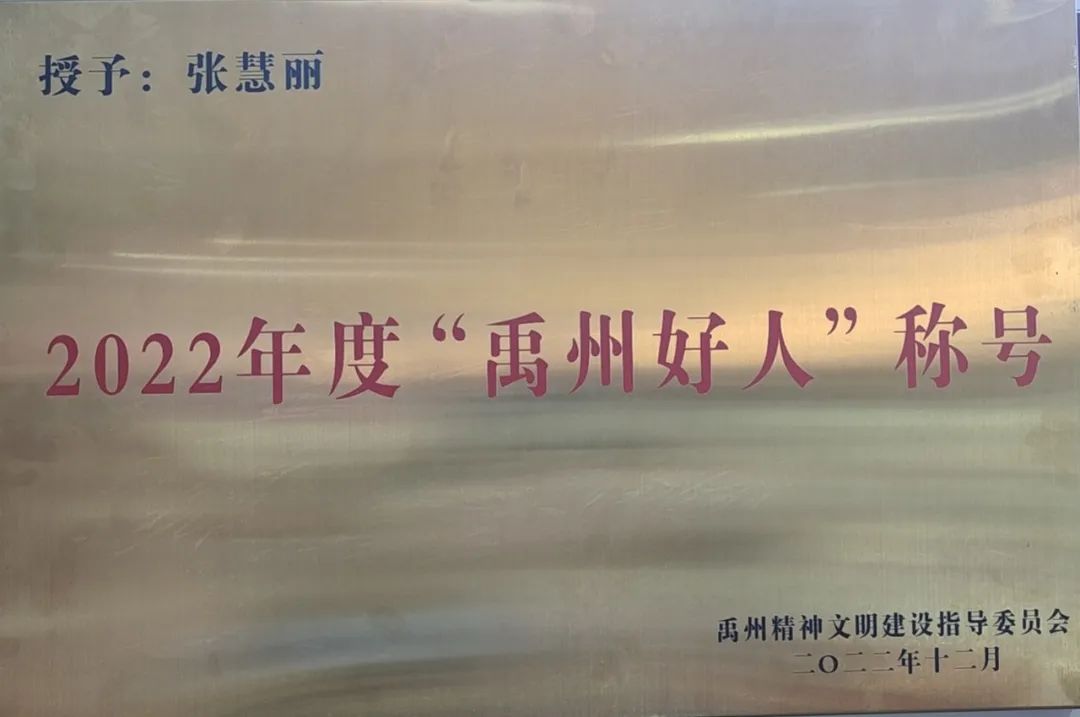 授予：张慧丽
2022年度“禹州好人”称号
禹州精神文明建设指导委员会
二〇二二年十二月